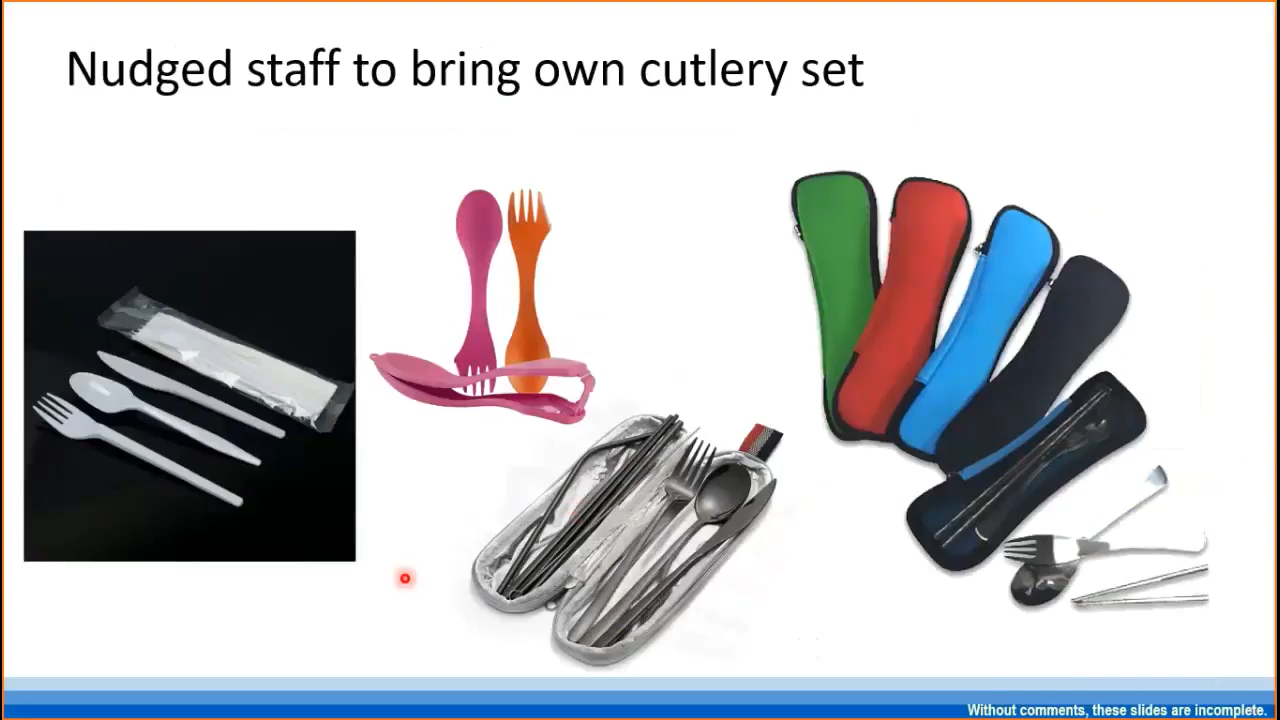 Nudged staff to bring own cutlery set
Without comments, these slides are incomplete.